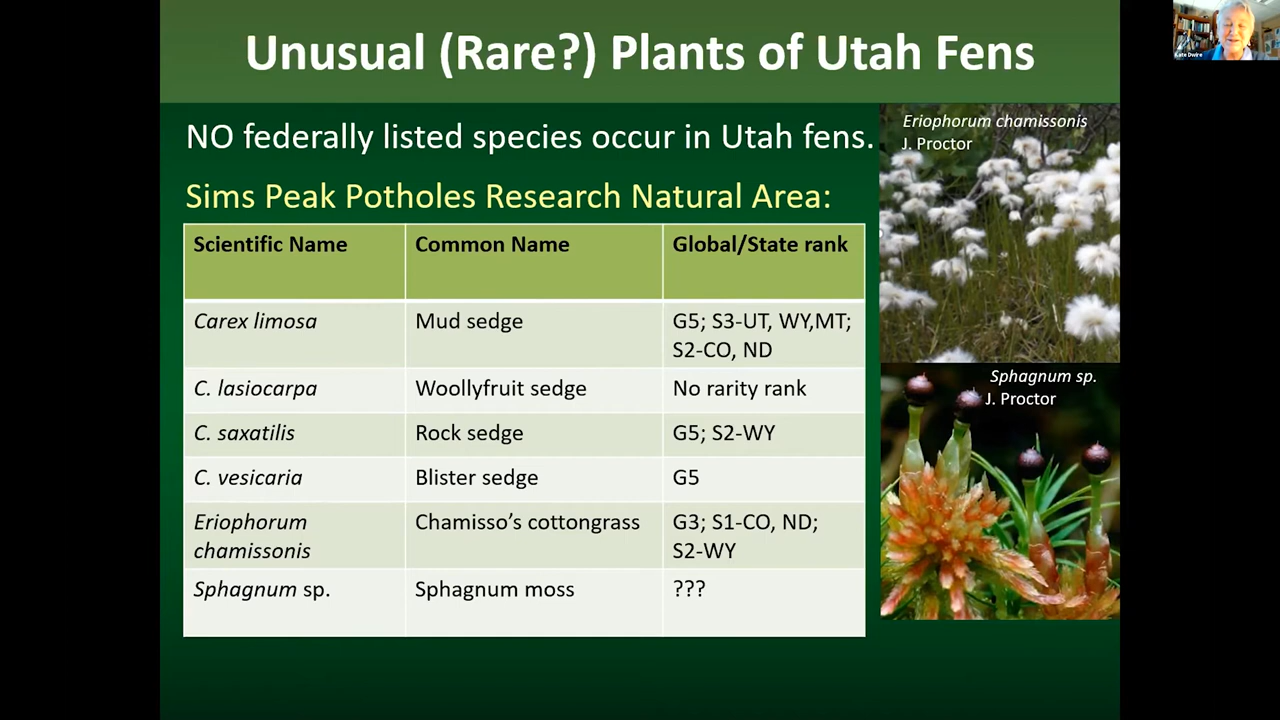 Unusual (Rare?) Plants of Utah Fens
NO federally listed species occur in Utah fens.
Sims Peak Potholes Research Natural Area:
Scientific Name Common Name Global/State rank
Carex limosa Mud sedge G5; S3-UT, WY,MT;
S2-CO, ND
C. lasiocarpa Woollyfruit sedge No rarity rank
C. saxatilis Rock sedge G5; S2-WY
C. vesicaria Blister sedge G5
Eriophorum Chamisso’s cottongrass G3; S1-CO, ND;
chamissonis S2-WY
Sphagnum sp. Sphagnum moss ???
Eriophorum chamissonis
J. Proctor
Sphagnum sp.
J. Proctor
Kate Dwire